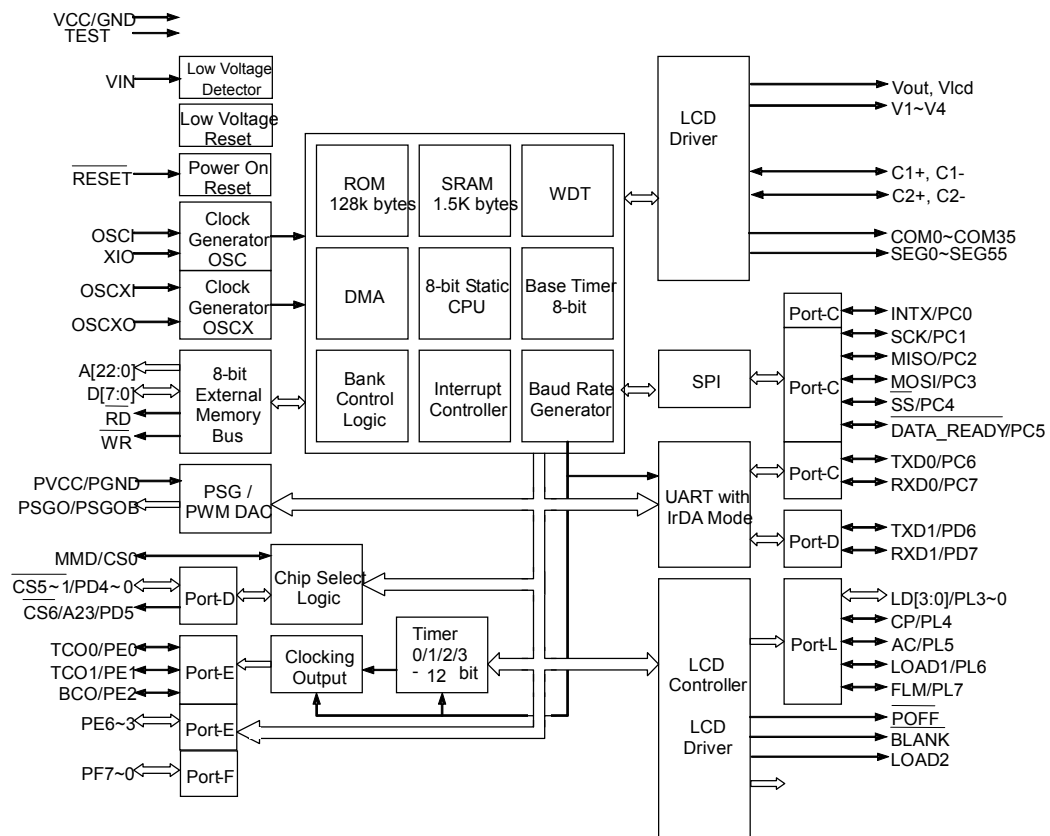 VCC/GND
TEST
VIN
Low Voltage
Detector
Low Voltage
Reset
RESET
Power On
Reset
OSCI
XIO
Clock
Generator
OSC
OSCXI
OSCXO
Clock
Generator
OSCX
A[22:0]
D[7:0]
RD
WR
8-bit
External
Memory
Bus
PVCC/PGND
PSGO/PSGOB
PSG /
PWM DAC
MMD/CS0
CS5~1/PD4~0
CS6/A23/PD5
Port-D
Chip Select
Logic
TCO0/PE0
TCO1/PE1
BCO/PE2
Port-E
Clocking
Output
Timer
0/1/2/3
- 12 bit
PE6~3
Port-E
PF7~0
Port-F
ROM
128k bytes
SRAM
1.5K bytes
WDT
DMA
8-bit Static
CPU
Base Timer
8-bit
Bank
Control
Logic
Interrupt
Controller
Baud Rate
Generator
LCD
Driver
Vout, Vlcd
V1~V4
C1+, C1-
C2+, C2-
COM0~COM35
SEG0~SEG55
SPI
Port-C
INTX/PC0
Port-C
SCK/PC1
MISO/PC2
MOSI/PC3
SS/PC4
DATA_READY/PC5
UART with
IrDA Mode
Port-C
TXD0/PC6
RXD0/PC7
Port-D
TXD1/PD6
RXD1/PD7
LCD
Controller
LCD
Driver
Port-L
LD[3:0]/PL3~0
CP/PL4
AC/PL5
LOAD1/PL6
FLM/PL7
POFF
BLANK
LOAD2